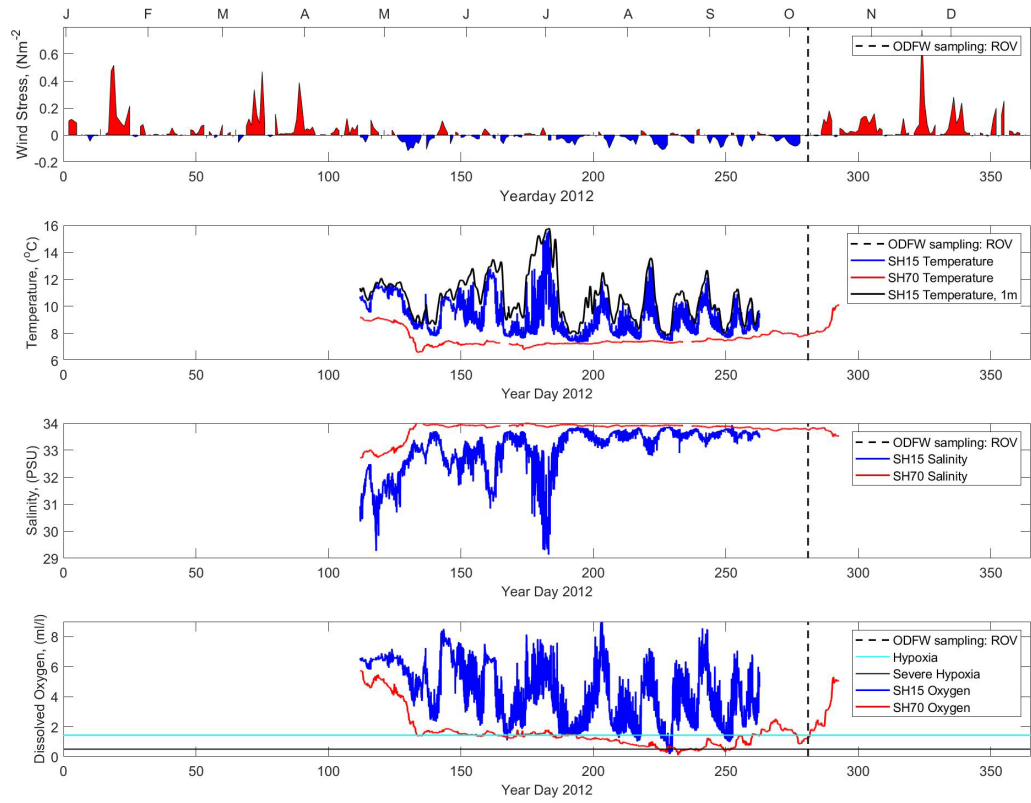 J F M A M J J A S O N D
Wind Stress, (Nm-2
0.6
0.4
0.2
0
-0.2
ODFW sampling: ROV
0 50 100 150 200 250 300 350
Yearday 2012
Temperature, (oC)
16
14
12
10
8
6
ODFW sampling: ROV
SH15 Temperature
SH70 Temperature
SH15 Temperature, 1m
0 50 100 150 200 250 300 350
Year Day 2012
Salinity, (PSU)
34
33
32
31
30
29
ODFW sampling: ROV
SH15 Salinity
SH70 Salinity
0 50 100 150 200 250 300 350
Year Day 2012
Dissolved Oxygen, (ml/l)
8
6
4
2
0
ODFW sampling: ROV
Hypoxia
Severe Hypoxia
SH15 Oxygen
SH70 Oxygen
0 50 100 150 200 250 300 350
Year Day 2012